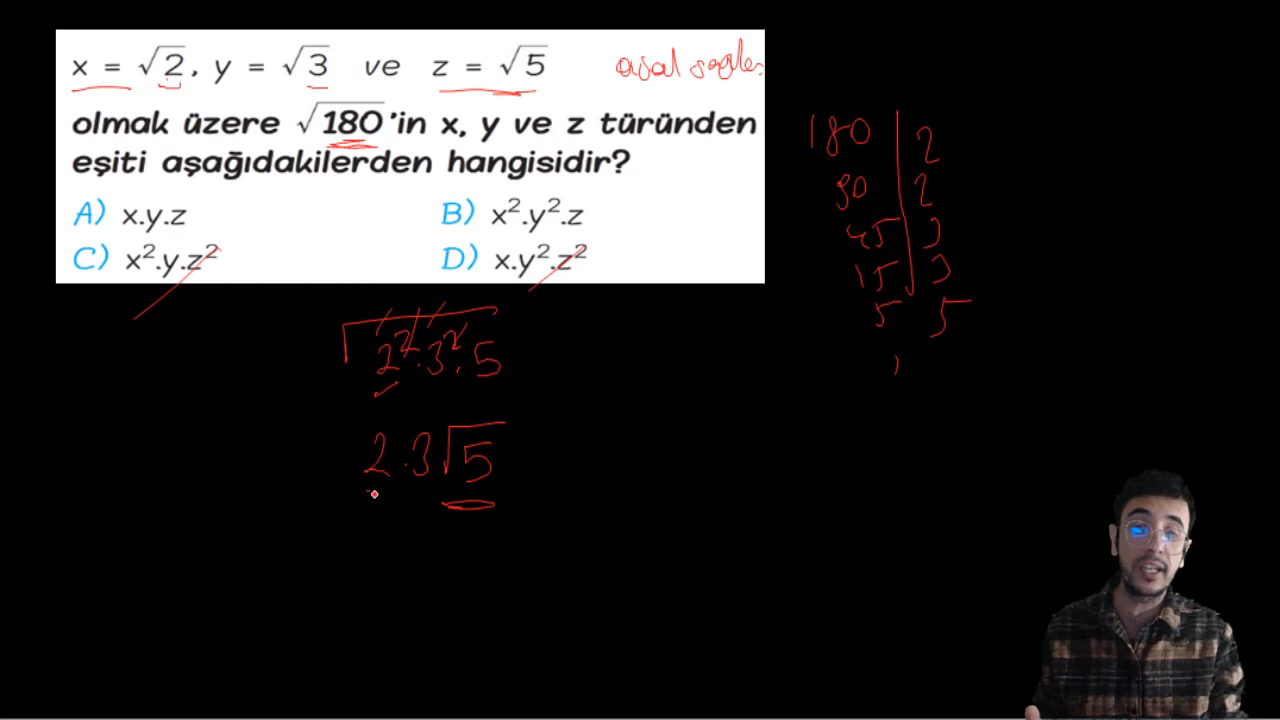 x = √2, y = √3 ve z = √5
asal sayılar
olmak üzere √180'in x, y ve z türünden
eşiti aşağıdakilerden hangisidir?
A) x.y.z
B) x².y².z
C) x².y.z²
D) x.y².z²
180 | 2
90 | 2
45 | 3
15 | 3
5 5
1
√2².3².5
2.3√5